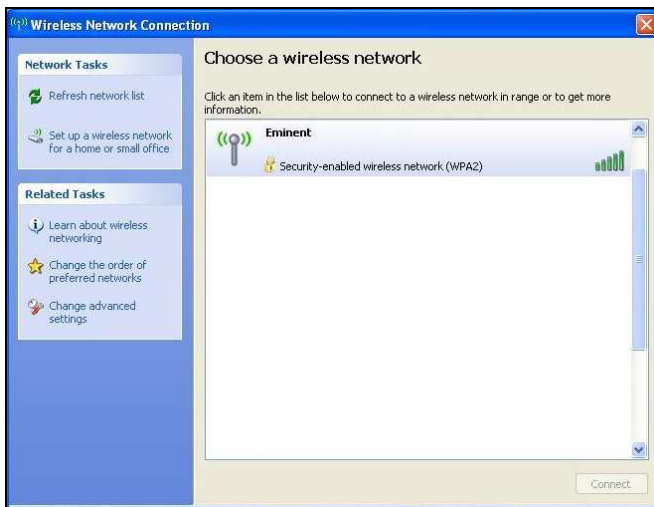 Wireless Network Connection
Network Tasks
Refresh network list
Set up a wireless network
for a home or small office
Related Tasks
Learn about wireless
networking
Change the order of
preferred networks
Change advanced
settings
Choose a wireless network
Click an item in the list below to connect to a wireless network in range or to get more
information.
Eminent
Security-enabled wireless network (WPA2)
Connect